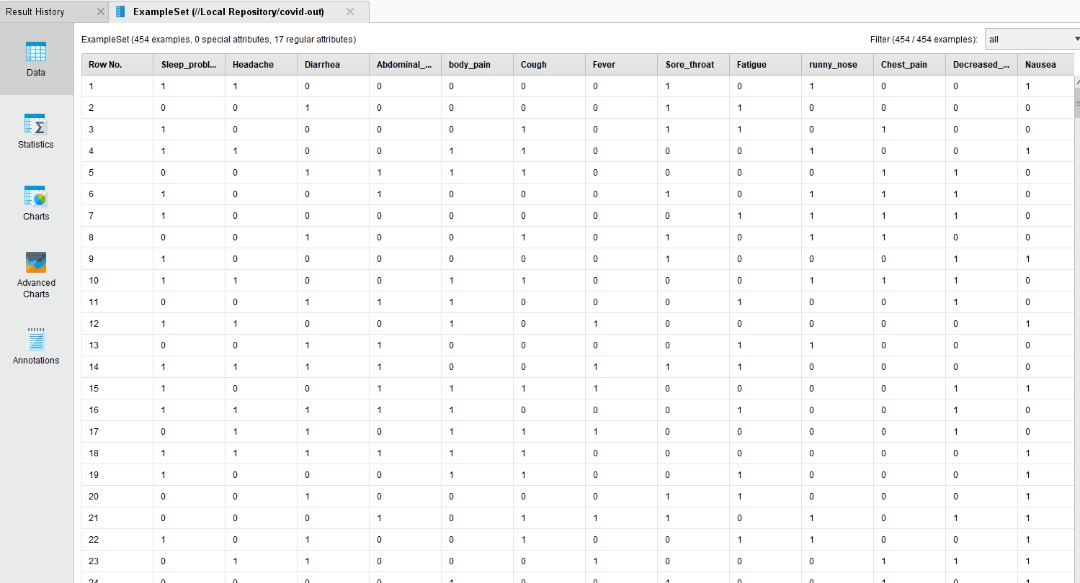 Result History
ExampleSet (//Local Repository/covid-out)
ExampleSet (454 examples, 0 special attributes, 17 regular attributes)
Filter (454 / 454 examples): all
Data
Statistics
Charts
Advanced
Charts
Annotations
Row No. Sleep_probl... Headache Diarrhea Abdominal_... body_pain Cough Fever Sore_throat Fatigue runny_nose Chest_pain Decreased_... Nausea
1 1 1 0 0 0 0 0 1 0 1 0 0 1
2 0 0 1 0 0 0 0 1 1 0 0 0 0
3 1 0 0 0 0 1 0 1 1 0 1 0 0
4 1 1 0 0 1 1 0 0 0 1 0 0 1
5 0 0 1 1 1 1 0 0 0 0 1 1 0
6 1 0 0 1 0 0 0 1 0 1 1 1 0
7 1 0 0 0 0 0 0 0 1 1 1 1 0
8 0 0 1 0 0 1 0 1 0 1 1 0 0
9 1 0 0 0 0 0 0 1 0 0 0 1 1
10 1 1 0 0 1 1 0 0 0 1 1 1 0
11 0 0 1 1 1 0 0 0 1 0 0 1 0
12 1 1 0 0 1 0 1 0 0 0 0 0 1
13 0 0 1 1 0 0 0 0 1 1 0 0 0
14 1 1 1 1 0 0 1 1 1 0 0 0 0
15 1 0 0 1 1 1 1 0 0 0 0 1 1
16 1 1 1 1 1 0 0 0 1 0 0 1 0
17 0 1 1 0 1 1 1 0 0 0 0 1 0
18 1 1 1 1 1 1 0 0 0 0 0 0 1
19 1 0 0 0 1 1 0 0 1 0 0 0 1
20 0 0 1 0 0 0 0 1 1 0 0 0 0
21 0 0 0 1 0 1 1 1 0 1 0 1 1
22 1 0 1 0 0 1 0 0 1 1 0 0 1
23 0 1 1 0 0 0 1 0 0 0 1 1 1